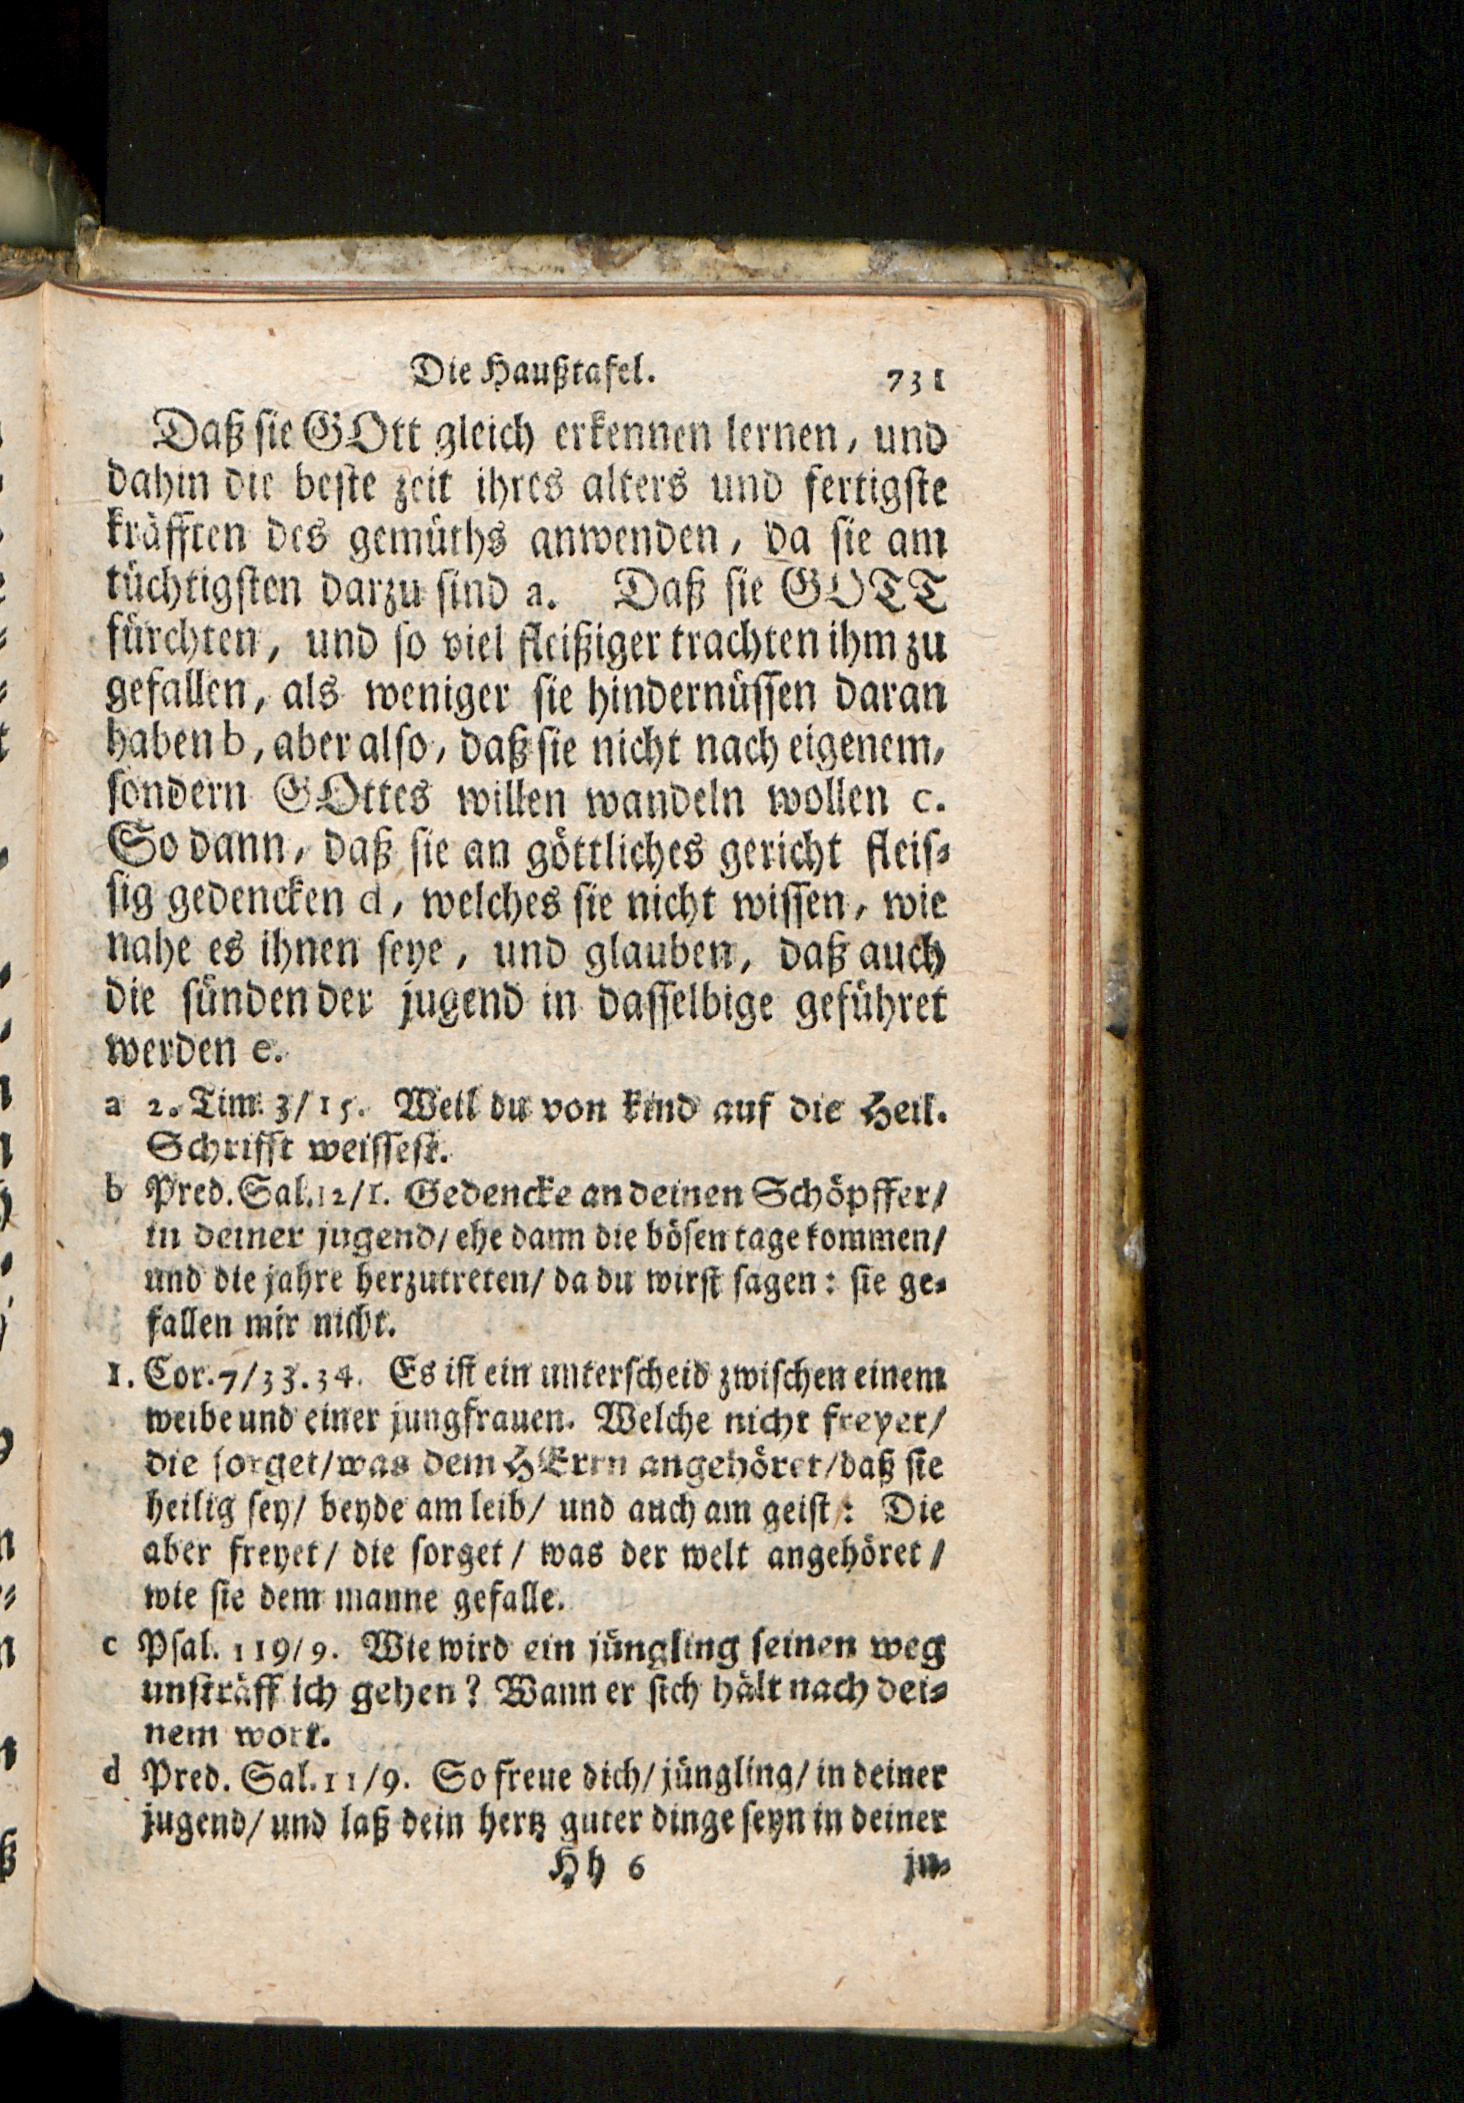 Die Haußtafel. 731
Daß sie GOtt gleich erkennen lernen, und
dahin die beste zeit ihres alters und fertigste
kräfften des gemüths anwenden, da sie am
tüchtigsten darzu sind a. Daß sie GOTT
fürchten, und so viel fleißiger trachten ihm zu
gefallen, als weniger sie hindernüssen daran
haben b, aber also, daß sie nicht nach eigenem,
sondern GOttes willen wandeln wollen c.
So dann, daß sie an göttliches gericht fleis-
sig gedencken d, welches sie nicht wissen, wie
nahe es ihnen seye, und glauben, daß auch
die sünden der jugend in dasselbige geführet
werden e.
a 2. Tim. 3/15. Weil du von kind auf die Heil.
Schrifft weissest.
b Pred. Sal. 12/1. Gedencke an deinen Schöpffer/
in deiner jugend/ ehe dann die bösen tage kommen/
und die jahre herzutreten/ da du wirst sagen: sie ge-
fallen mir nicht.
1. Cor. 7/33.34. Es ist ein unterscheid zwischen einem
weibe und einer jungfrauen. Welche nicht freyet/
die sorget/was dem HErrn angehöret/daß sie
heilig sey/ beyde am leib/ und auch am geist: Die
aber freyet/ die sorget/ was der welt angehöret/
wie sie dem manne gefalle.
c Psal. 119/9. Wie wird ein jüngling seinen weg
unsträff ich gehen? Wann er sich hält nach dei-
nem wort.
d Pred. Sal. 11/9. So freue dich/ jüngling/ in deiner
jugend/ und laß dein hertz guter dinge seyn in deiner
Hh 6 ju-